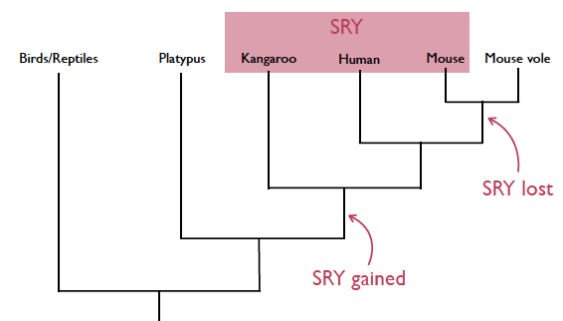 SRY
Birds/Reptiles Platypus Kangaroo Human Mouse Mouse vole
SRY lost
SRY gained